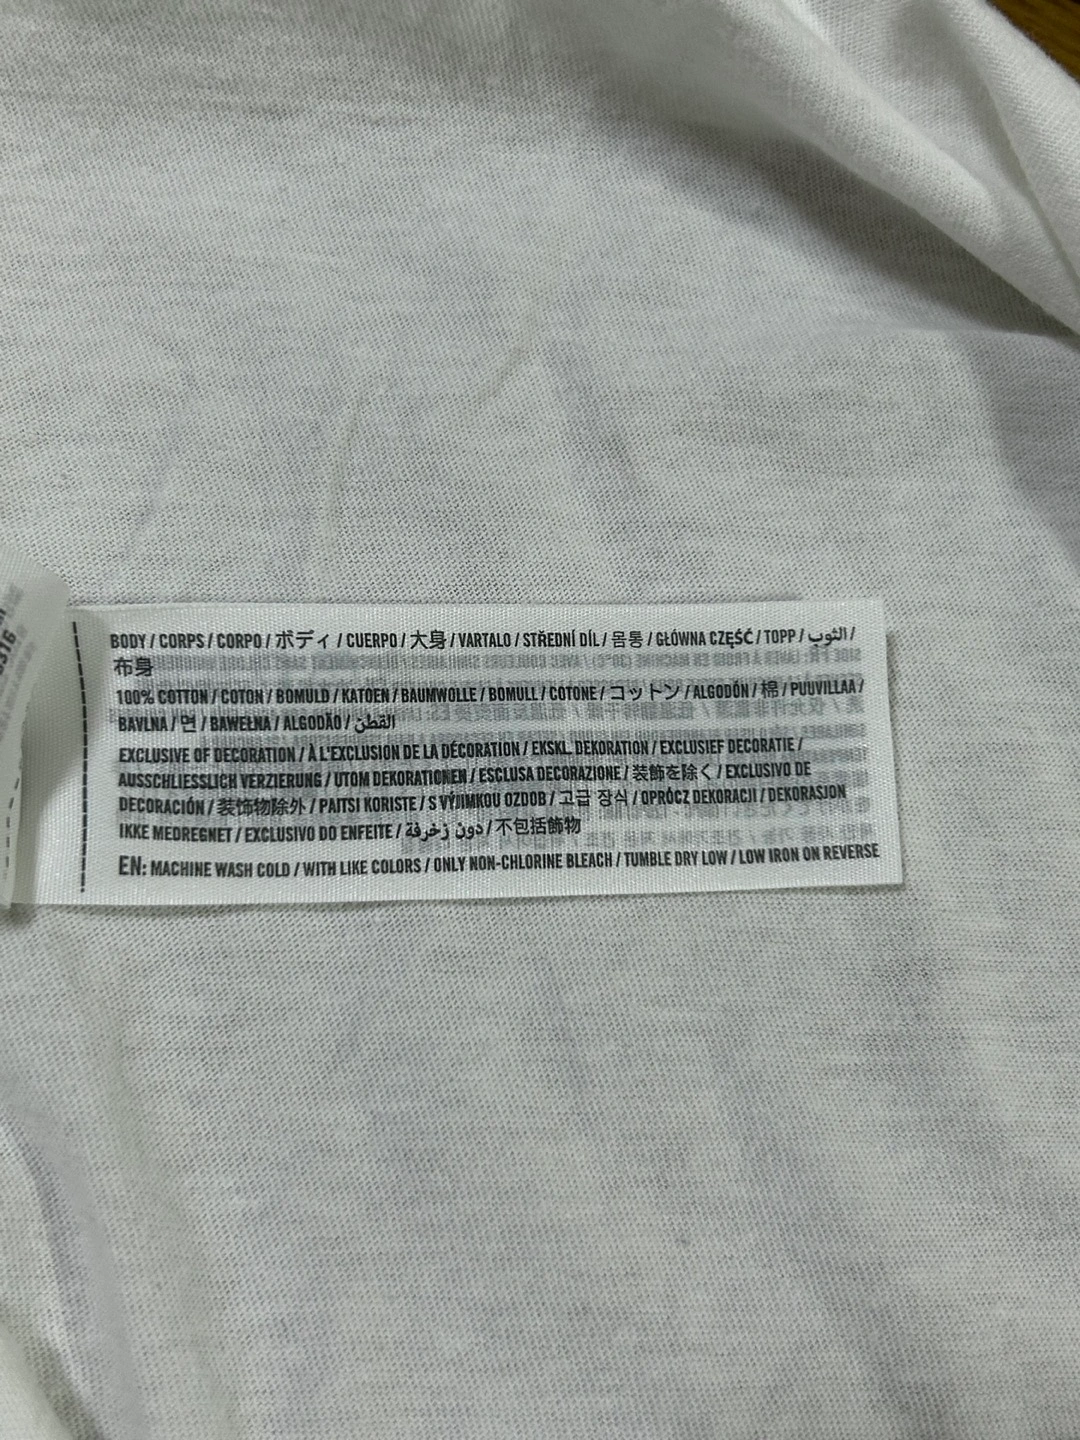 BODY / CORPS / CORPO / ボディ / CUERPO / 大身 / VARTALO / STŘEDNÍ DÍL / 몸통 / GŁÓWNA CZĘŚĆ / TOPP / الثوب /
布身
100% COTTON / COTON / BOMULD / KATOEN / BAUMWOLLE / BOMULL / COTONE / コットン / ALGODÓN / 棉 / PUUVILLAA /
BAVLNA / 면 / BAWEŁNA / ALGODÃO / القطن
EXCLUSIVE OF DECORATION / À L'EXCLUSION DE LA DÉCORATION / EKSKL. DEKORATION / EXCLUSIEF DECORATIE /
AUSSCHLIESSLICH VERZIERUNG / UTOM DEKORATIONEN / ESCLUSA DECORAZIONE / 装飾を除く / EXCLUSIVO DE
DECORACIÓN / 装饰物除外 / PAITSI KORISTE / S VÝJIMKOU OZDOB / 고급 장식 / OPRÓCZ DEKORACJI / DEKORASJON
IKKE MEDREGNET / EXCLUSIVO DO ENFEITE / دون زخرفة / 不包括飾物
EN: MACHINE WASH COLD / WITH LIKE COLORS / ONLY NON-CHLORINE BLEACH / TUMBLE DRY LOW / LOW IRON ON REVERSE